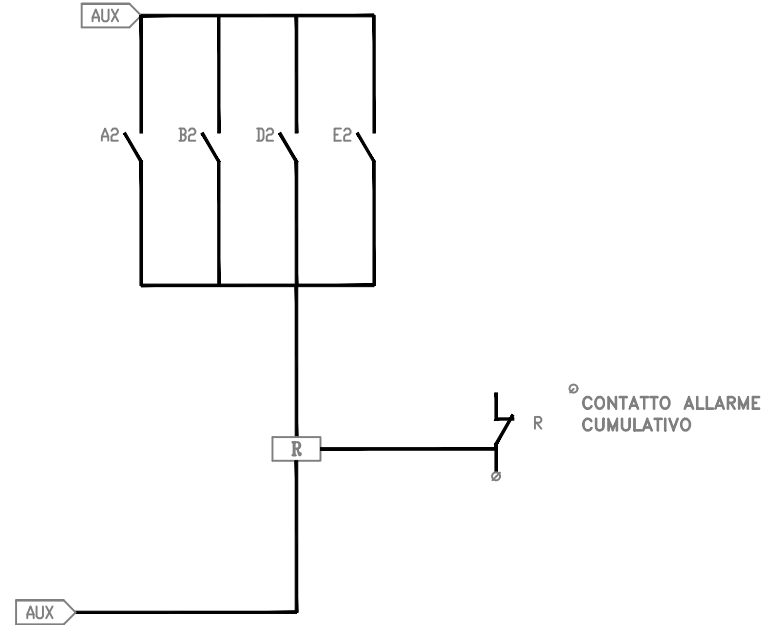 AUX
A2 B2 D2 E2
CONTATTO ALLARME
R CUMULATIVO
R
AUX